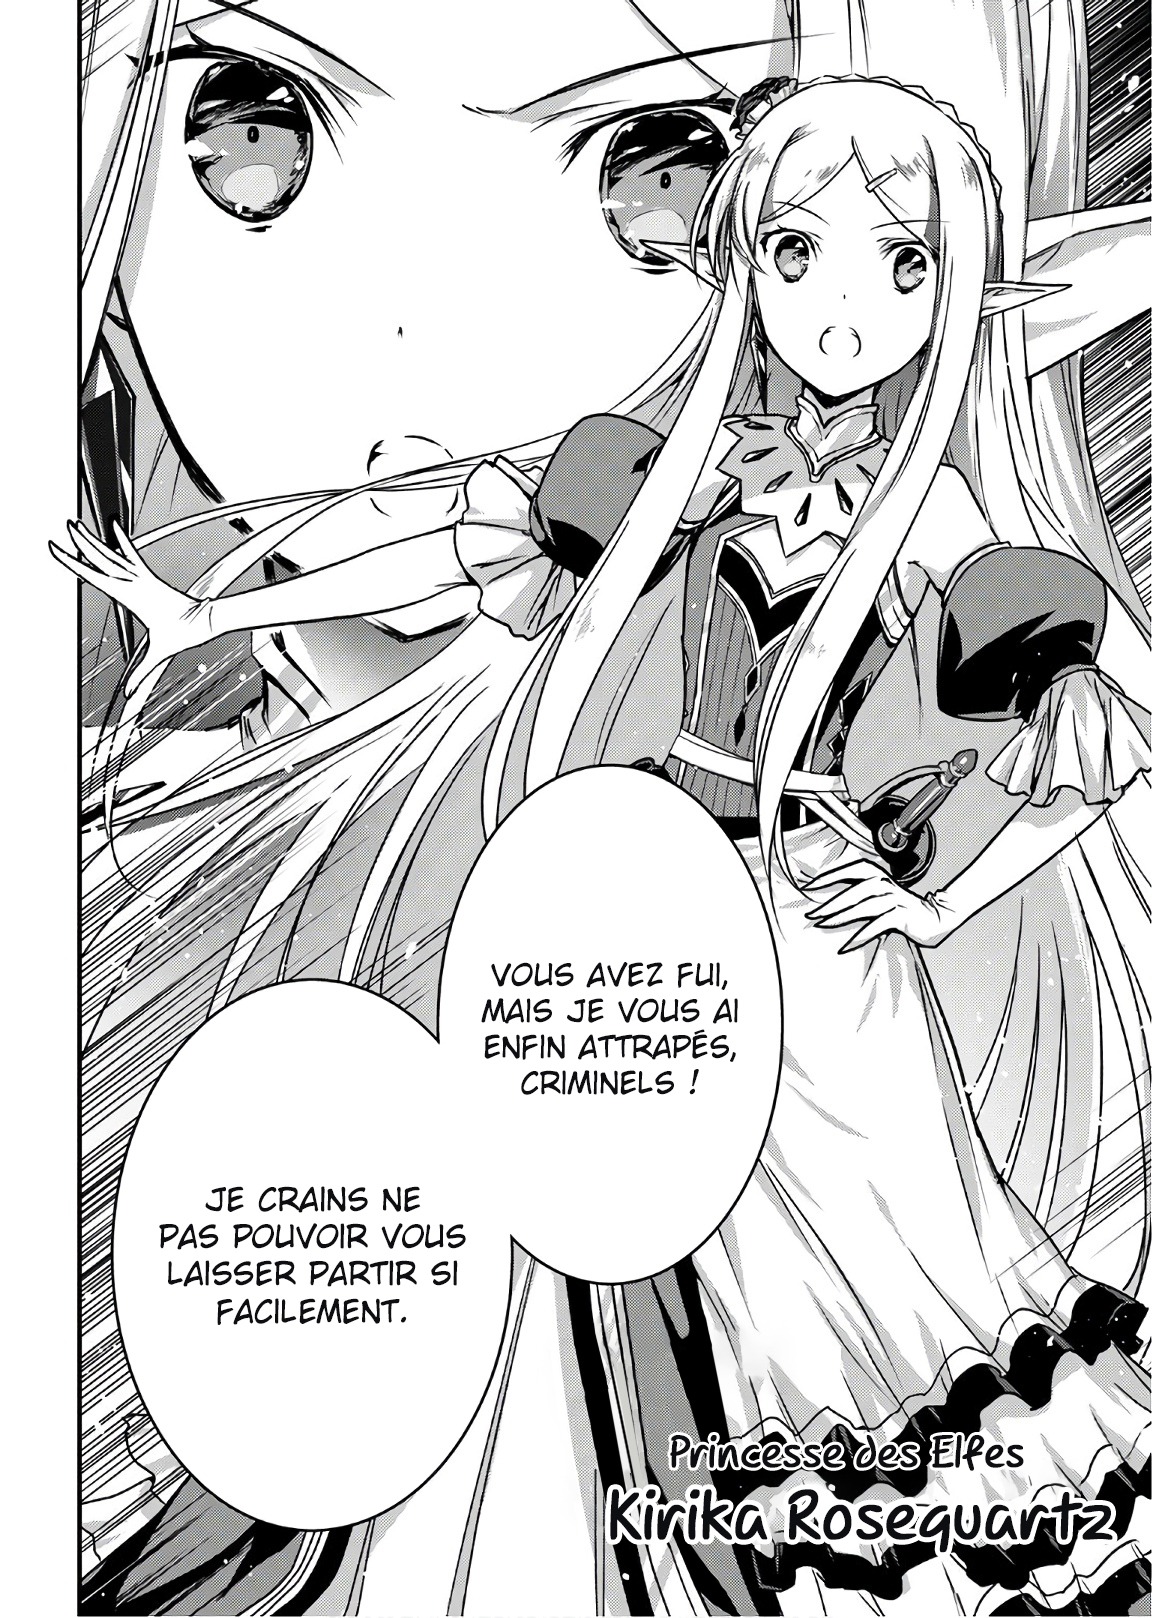 VOUS AVEZ FUI,
MAIS JE VOUS AI
ENFIN ATTRAPÉS,
CRIMINELS !
JE CRAINS NE
PAS POUVOIR VOUS
LAISSER PARTIR SI
FACILEMENT.
Princesse des Elfes
Kirika Rosequartz